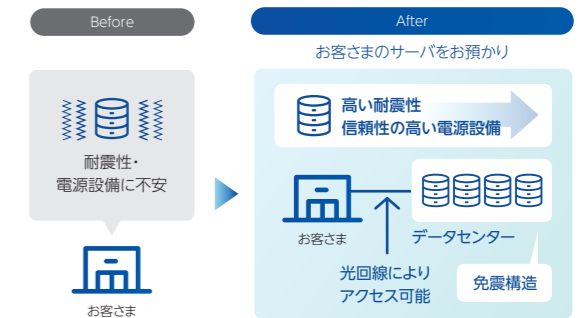 Before
耐震性・
電源設備に不安
お客さま
After
お客さまのサーバをお預かり
高い耐震性
信頼性の高い電源設備
お客さま
データセンター
光回線により
アクセス可能
免震構造